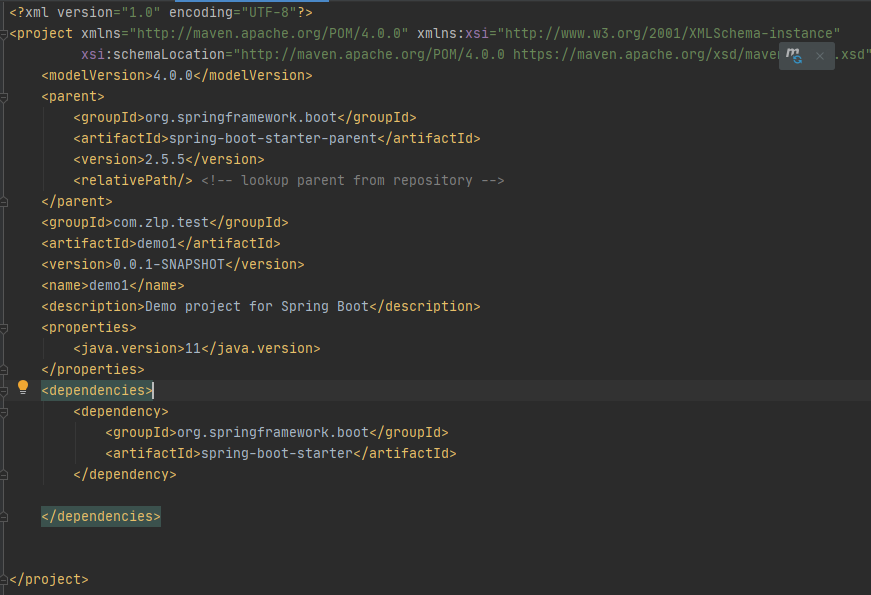 <?xml version="1.0" encoding="UTF-8"?>
<project xmlns="http://maven.apache.org/POM/4.0.0" xmlns:xsi="http://www.w3.org/2001/XMLSchema-instance"
xsi:schemaLocation="http://maven.apache.org/POM/4.0.0 https://maven.apache.org/xsd/mave .xsd"
<modelVersion>4.0.0</modelVersion>
<parent>
<groupId>org.springframework.boot</groupId>
<artifactId>spring-boot-starter-parent</artifactId>
<version>2.5.5</version>
<relativePath/> <!-- lookup parent from repository -->
</parent>
<groupId>com.zlp.test</groupId>
<artifactId>demo1</artifactId>
<version>0.0.1-SNAPSHOT</version>
<name>demo1</name>
<description>Demo project for Spring Boot</description>
<properties>
<java.version>11</java.version>
</properties>
<dependencies>
<dependency>
<groupId>org.springframework.boot</groupId>
<artifactId>spring-boot-starter</artifactId>
</dependency>
</dependencies>
</project>